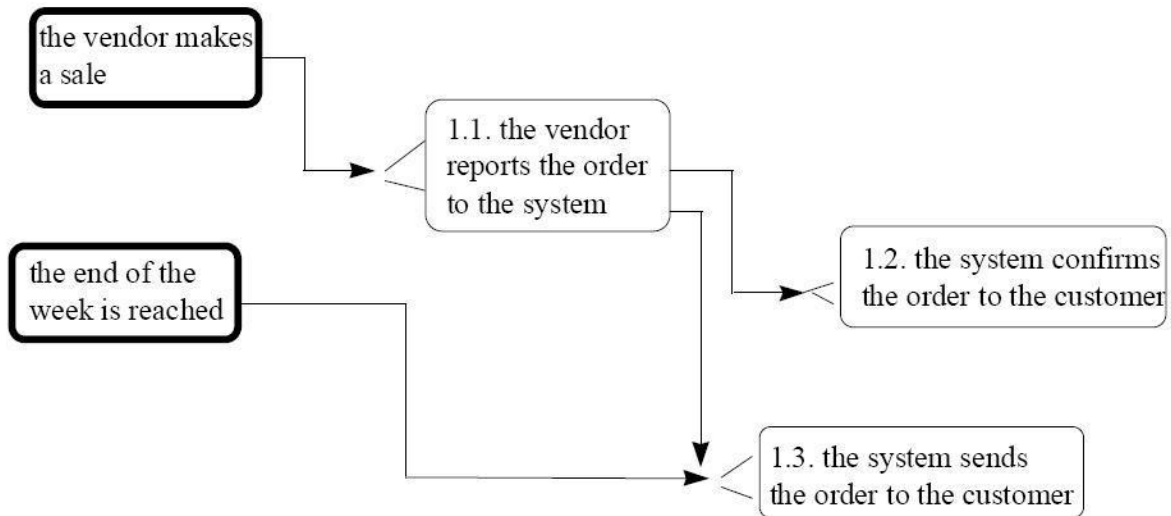 the vendor makes
a sale
1.1. the vendor
reports the order
to the system
the end of the
week is reached
1.2. the system confirms
the order to the customer
1.3. the system sends
the order to the customer